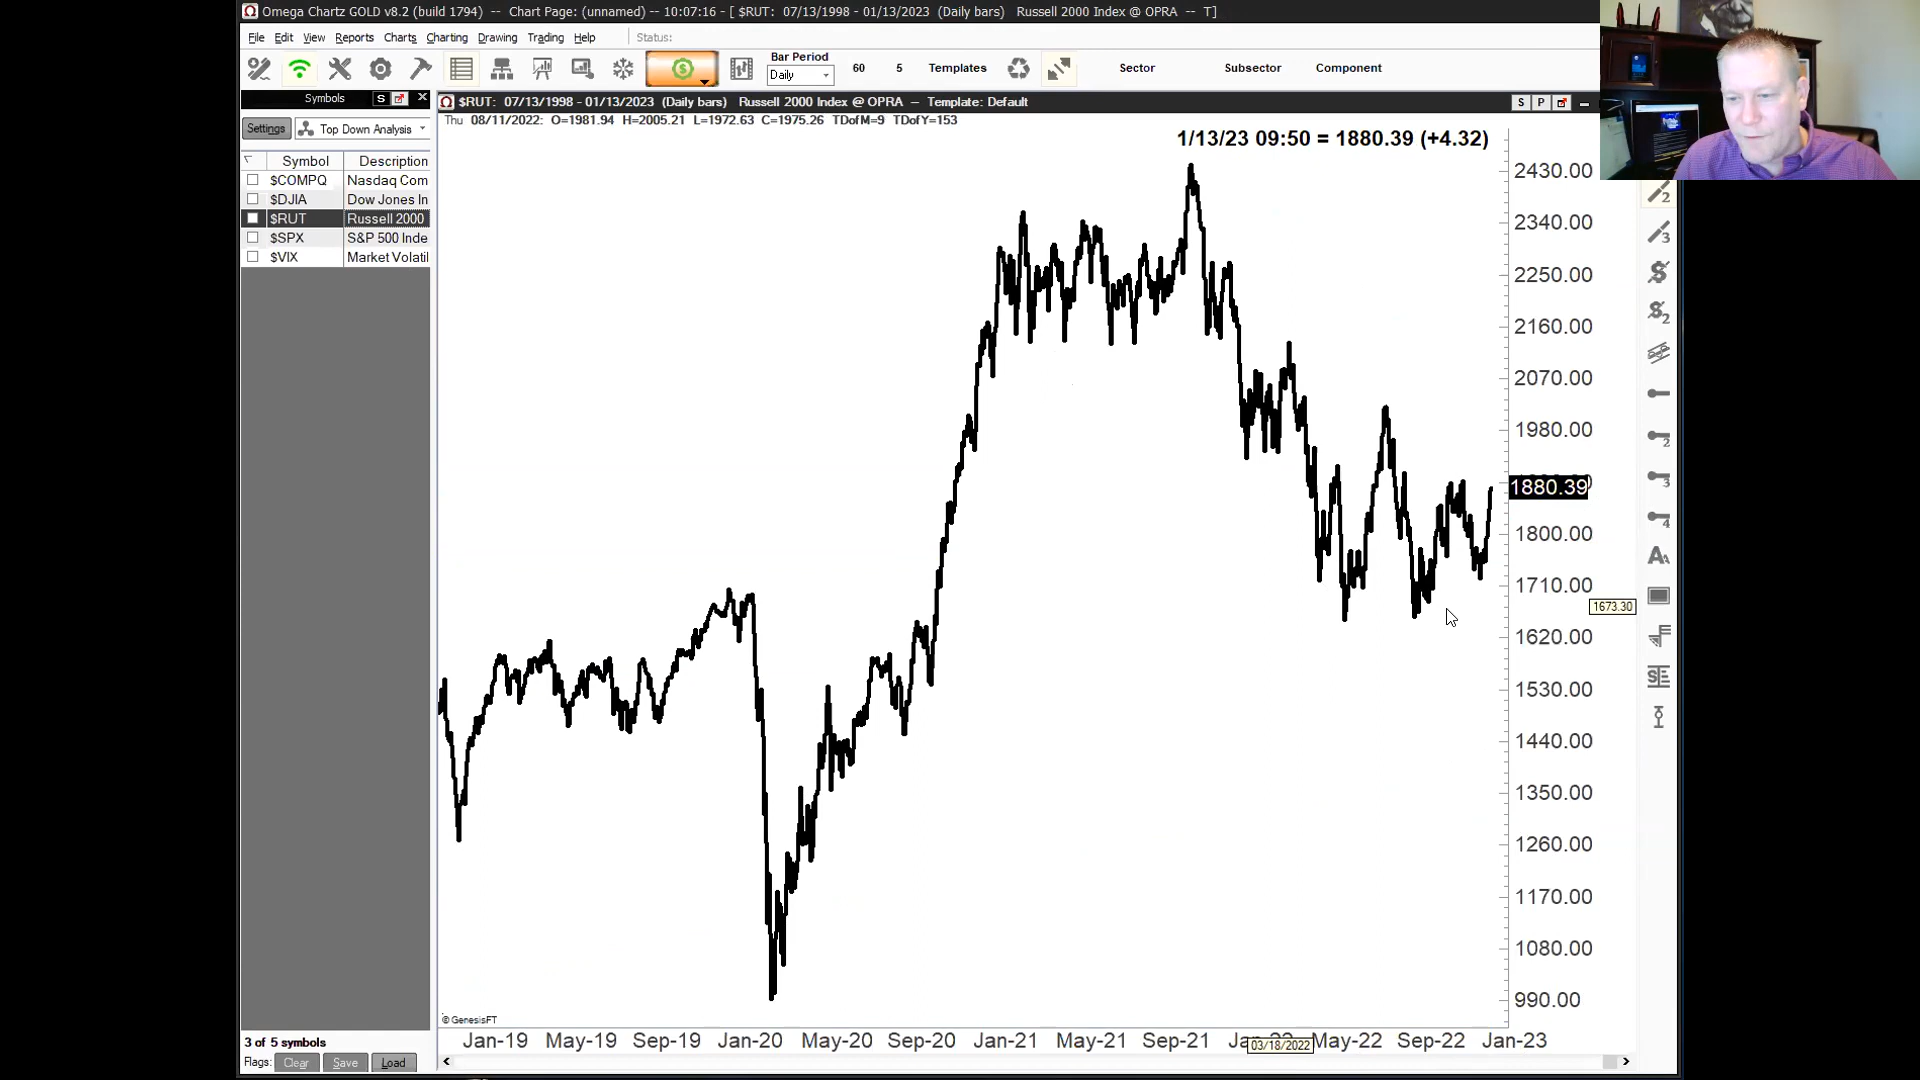 Omega Chartz GOLD v8.2 (build 1794) -- Chart Page: (unnamed) -- 10:07:16 - [ $RUT: 07/13/1998 - 01/13/2023 (Daily bars) Russell 2000 Index @ OPRA -- T]
File Edit View Reports Charts Charting Drawing Trading Help Status:
Bar Period
Daily
60 5 Templates Sector Subsector Component
Symbols S
$RUT: 07/13/1998 - 01/13/2023 (Daily bars) Russell 2000 Index @ OPRA -- Template: Default
S P
Thu 08/11/2022: O=1981.94 H=2005.21 L=1972.63 C=1975.26 TDofM=9 TDofY=153
Settings Top Down Analysis
1/13/23 09:50 = 1880.39 (+4.32)
Symbol Description
$COMPQ Nasdaq Com
$DJIA Dow Jones In
$RUT Russell 2000
$SPX S&P 500 Inde
$VIX Market Volatil
2430.00
2340.00
2250.00
2160.00
2070.00
1980.00
1880.39
1800.00
1710.00
1673.30
1620.00
1530.00
1440.00
1350.00
1260.00
1170.00
1080.00
990.00
© GenesisFT
Jan-19 May-19 Sep-19 Jan-20 May-20 Sep-20 Jan-21 May-21 Sep-21 03/18/2022 May-22 Sep-22 Jan-23
3 of 5 symbols
Flags: Clear Save Load